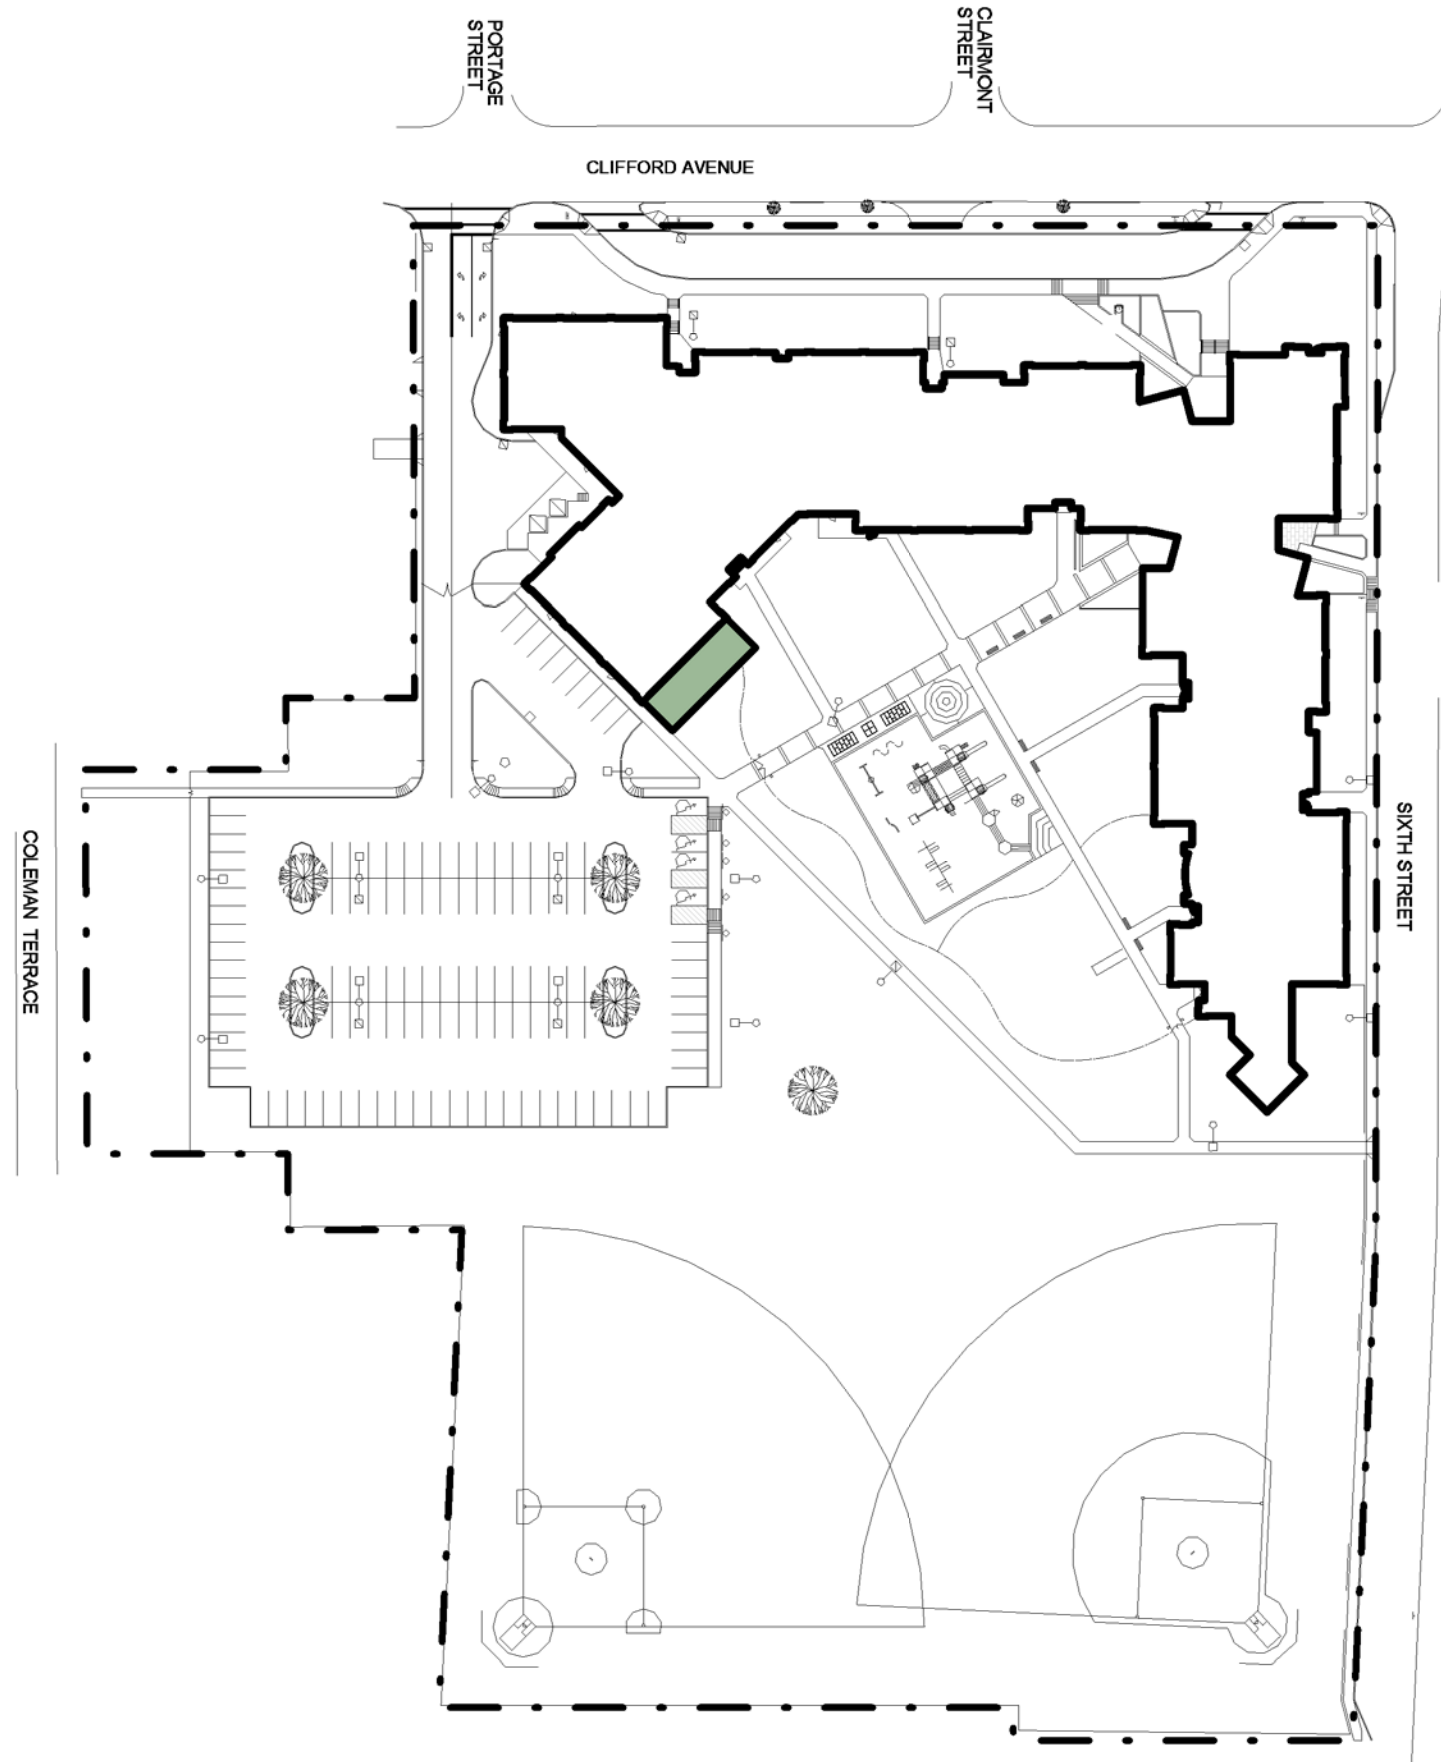 PORTAGE
STREET
CLAIRMONT
STREET
CLIFFORD AVENUE
SIXTH STREET
COLEMAN TERRACE